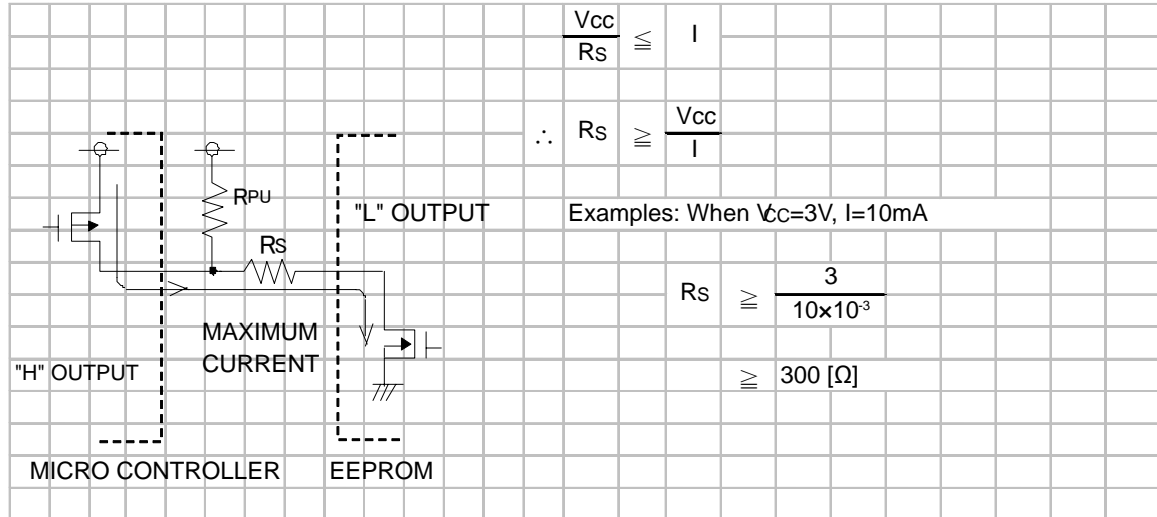 Vcc
Rs ≦ I
∴ Rs ≧ Vcc
I
RPU
"L" OUTPUT
Examples: When Vcc=3V, I=10mA
Rs
Rs ≧ 3
10×10-3
MAXIMUM
CURRENT
"H" OUTPUT
≧ 300 [Ω]
MICRO CONTROLLER
EEPROM